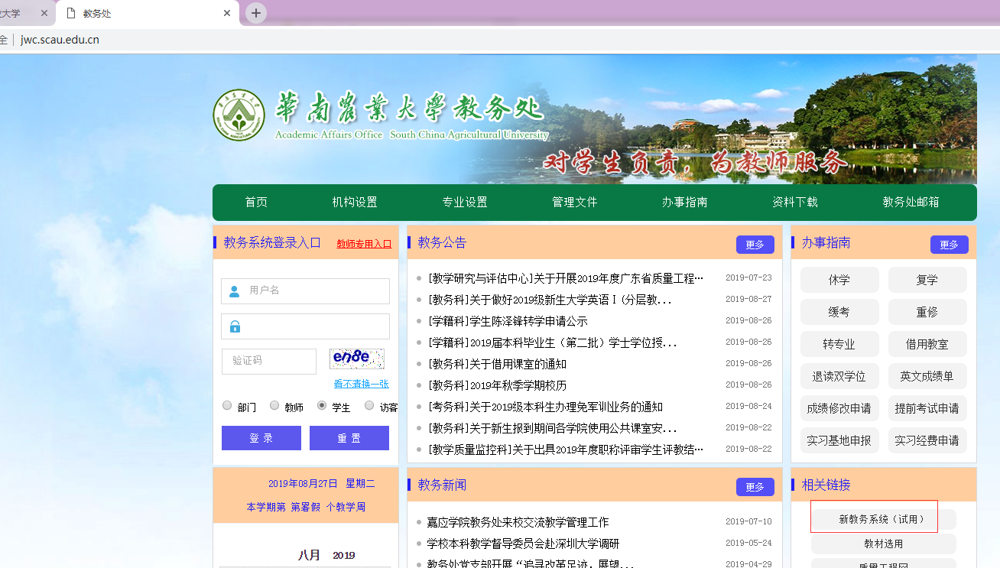 业大学
教务处
全 jwc.scau.edu.cn
華南農業大學教务处
Academic Affairs Office South China Agricultural University
对学生负责，为教师服务
首页 机构设置 专业设置 管理文件 办事指南 资料下载 教务处邮箱
教务系统登录入口 教师专用入口
用户名
验证码 en8e
看不清换一张
部门 教师 学生 访客
登 录 重 置
2019年08月27日 星期二
本学期第 第暑假 个教学周
八月 2019
教务公告 更多
[教学研究与评估中心]关于开展2019年度广东省质量工程… 2019-07-23
[教务科]关于做好2019级新生大学英语Ⅰ(分层教... 2019-08-27
[学籍科]学生陈泽锋转学申请公示 2019-08-26
[学籍科]2019届本科毕业生（第二批）学士学位授... 2019-08-26
[教务科]关于借用课室的通知 2019-08-26
[教务科]2019年秋季学期校历 2019-08-26
[考务科]关于2019级本科生办理免军训业务的通知 2019-08-24
[教务科]关于新生报到期间各学院使用公共课室安... 2019-08-22
[教学质量监控科]关于出具2019年度职称评审学生评教结… 2019-08-22
教务新闻 更多
嘉应学院教务处来校交流教学管理工作 2019-07-10
学校本科教学督导委员会赴深圳大学调研 2019-05-24
教务处党支部开展“追寻改革足迹，展望... 2019-04-29
办事指南 更多
休学 复学
缓考 重修
转专业 借用教室
退读双学位 英文成绩单
成绩修改申请 提前考试申请
实习基地申报 实习经费申请
相关链接
新教务系统（试用）
教材选用
质量工程网